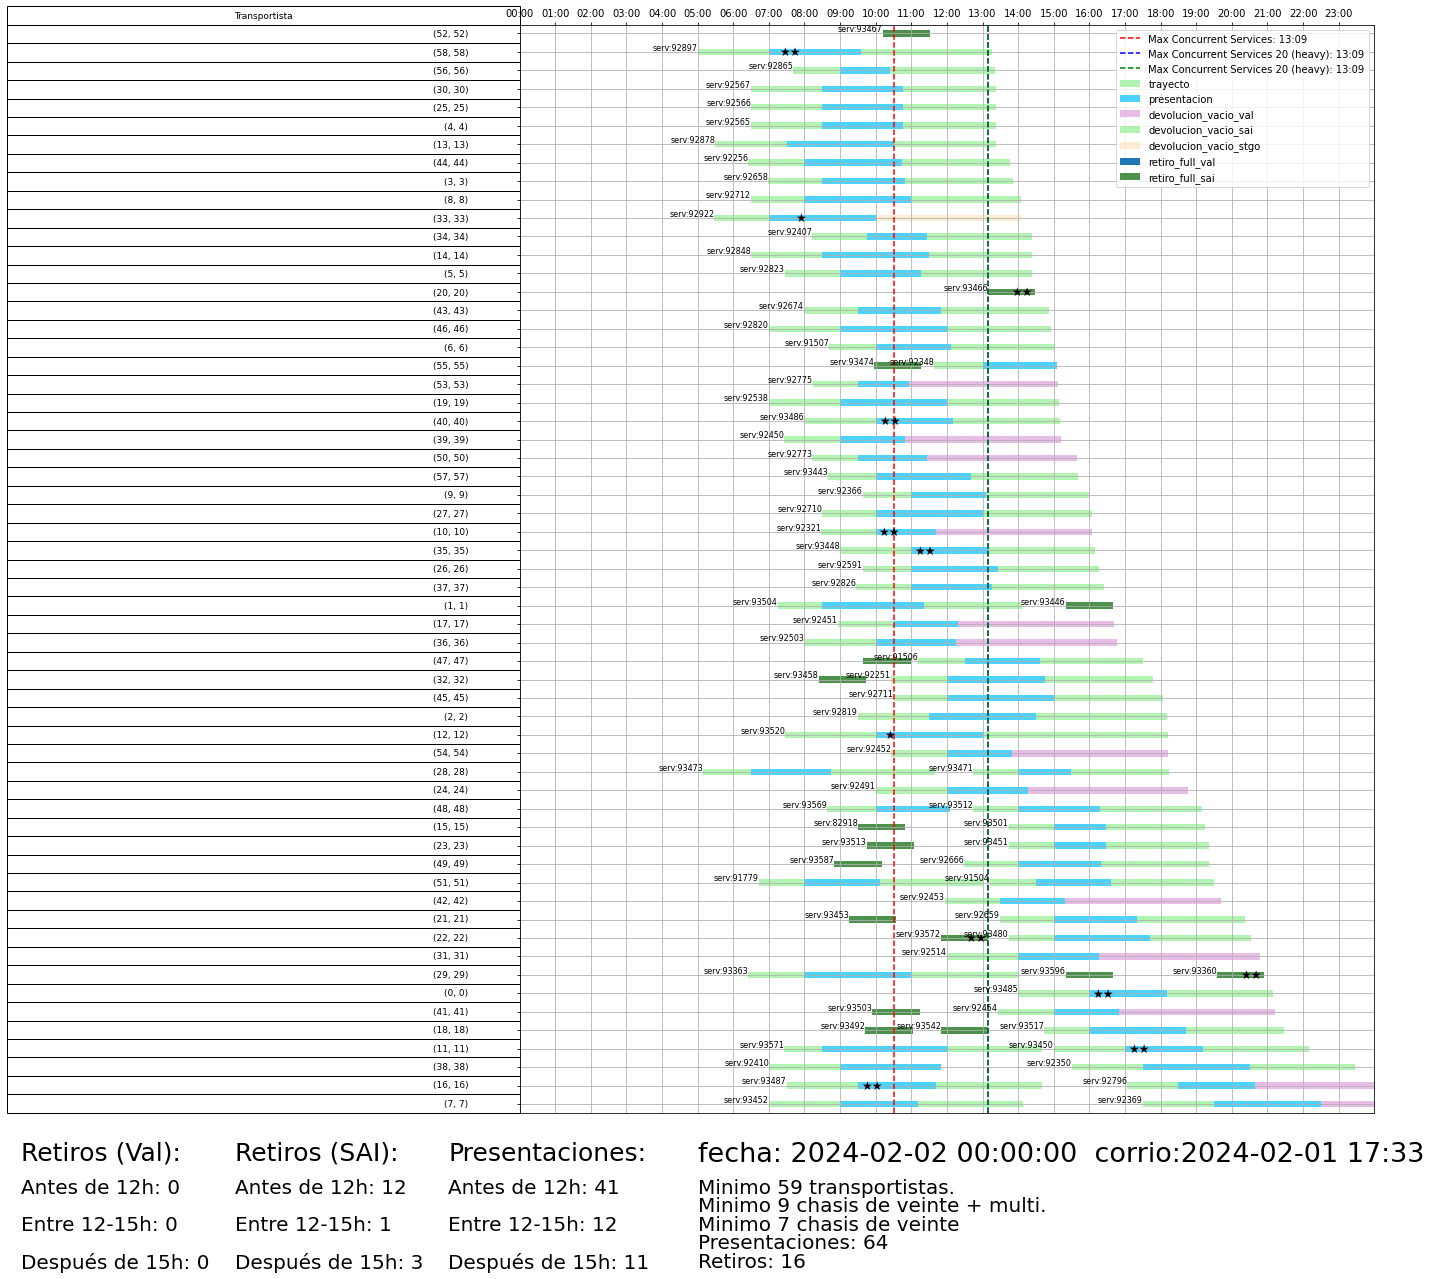 Transportista
00:00 01:00 02:00 03:00 04:00 05:00 06:00 07:00 08:00 09:00 10:00 11:00 12:00 13:00 14:00 15:00 16:00 17:00 18:00 19:00 20:00 21:00 22:00 23:00
Max Concurrent Services: 13:09
Max Concurrent Services 20 (heavy): 13:09
Max Concurrent Services 20 (heavy): 13:09
trayecto
presentacion
devolucion_vacio_val
devolucion_vacio_sai
devolucion_vacio_stgo
retiro_full_val
retiro_full_sai
(52, 52) serv:93467
(58, 58) serv:92897
(56, 56) serv:92865
(30, 30) serv:92567
(25, 25) serv:92566
(4, 4) serv:92565
(13, 13) serv:92878
(44, 44) serv:92256
(3, 3) serv:92658
(8, 8) serv:92712
(33, 33) serv:92922
(34, 34) serv:92407
(14, 14) serv:92848
(5, 5) serv:92823
(20, 20) serv:93466
(43, 43) serv:92674
(46, 46) serv:92820
(6, 6) serv:91507
(55, 55) serv:93474 serv:92348
(53, 53) serv:92775
(19, 19) serv:92538
(40, 40) serv:93486
(39, 39) serv:92450
(50, 50) serv:92773
(57, 57) serv:93443
(9, 9) serv:92366
(27, 27) serv:92710
(10, 10) serv:92321
(35, 35) serv:93448
(26, 26) serv:92591
(37, 37) serv:92826
(1, 1) serv:93504 serv:93446
(17, 17) serv:92451
(36, 36) serv:92503
(47, 47) serv:91506
(32, 32) serv:93458 serv:92251
(45, 45) serv:92711
(2, 2) serv:92819
(12, 12) serv:93520
(54, 54) serv:92452
(28, 28) serv:93473 serv:93471
(24, 24) serv:92491
(48, 48) serv:93569 serv:93512
(15, 15) serv:82918 serv:93501
(23, 23) serv:93513 serv:93451
(49, 49) serv:93587 serv:92666
(51, 51) serv:91779 serv:91504
(42, 42) serv:92453
(21, 21) serv:93453 serv:92659
(22, 22) serv:93572 serv:93480
(31, 31) serv:92514
(29, 29) serv:93363 serv:93596 serv:93360
(0, 0) serv:93485
(41, 41) serv:93503 serv:92454
(18, 18) serv:93492 serv:93542 serv:93517
(11, 11) serv:93571 serv:93450
(38, 38) serv:92410 serv:92350
(16, 16) serv:93487 serv:92796
(7, 7) serv:93452 serv:92369
Retiros (Val):
Antes de 12h: 0
Entre 12-15h: 0
Después de 15h: 0
Retiros (SAI):
Antes de 12h: 12
Entre 12-15h: 1
Después de 15h: 3
Presentaciones:
Antes de 12h: 41
Entre 12-15h: 12
Después de 15h: 11
fecha: 2024-02-02 00:00:00 corrio:2024-02-01 17:33
Minimo 59 transportistas.
Minimo 9 chasis de veinte + multi.
Minimo 7 chasis de veinte
Presentaciones: 64
Retiros: 16